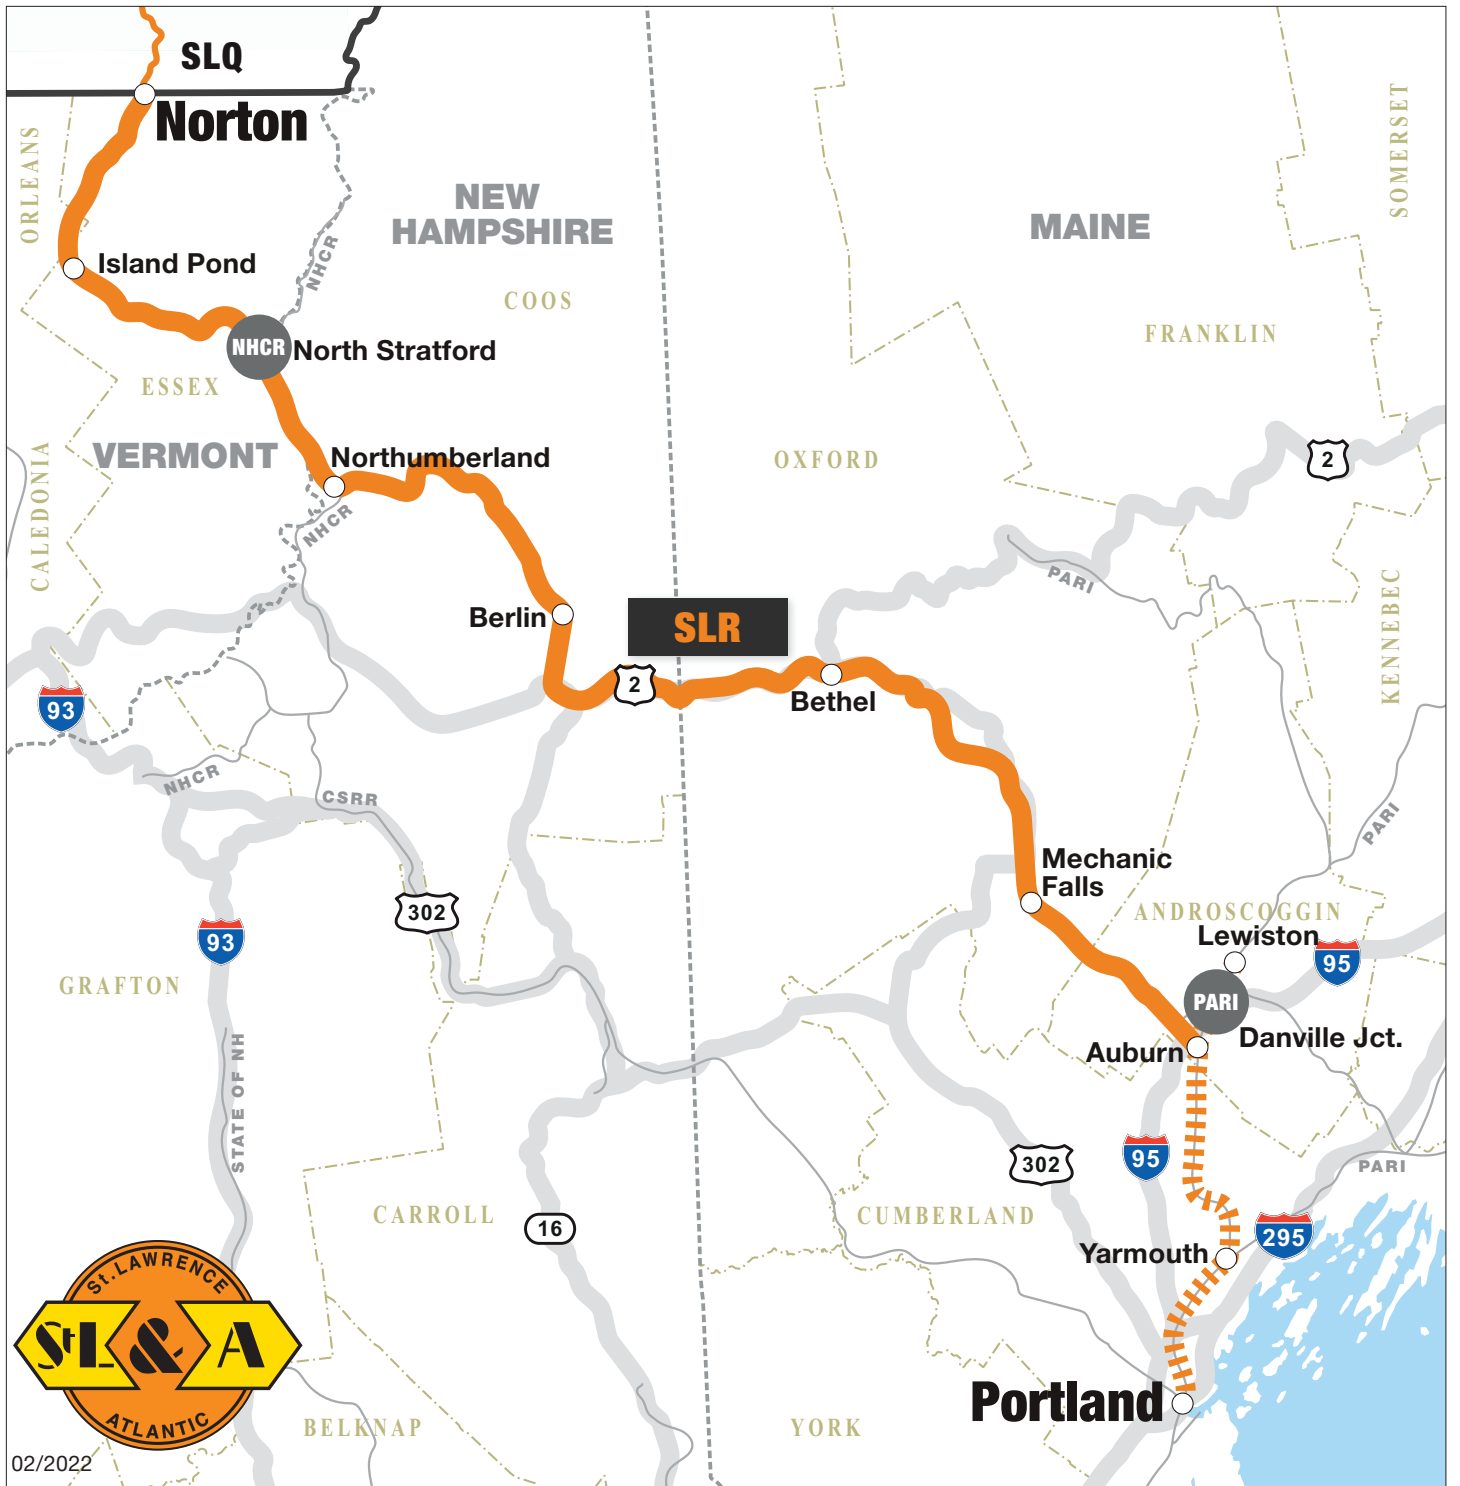 SLQ
Norton
ORLEANS
SOMERSET
NEW
HAMPSHIRE
MAINE
NHCR
Island Pond
COOS
FRANKLIN
NHCR
North Stratford
ESSEX
VERMONT
Northumberland
OXFORD
2
CALEDONIA
NHCR
PARI
KENNEBEC
Berlin
SLR
2
Bethel
93
NHCR
CSRR
PARI
Mechanic
Falls
302
ANDROSCOGGIN
Lewiston
93
95
GRAFTON
PARI
Danville Jct.
Auburn
STATE OF NH
302
95
PARI
CARROLL
16
CUMBERLAND
295
Yarmouth
St. LAWRENCE
St.L & A
ATLANTIC
Portland
BELKNAP
YORK
02/2022